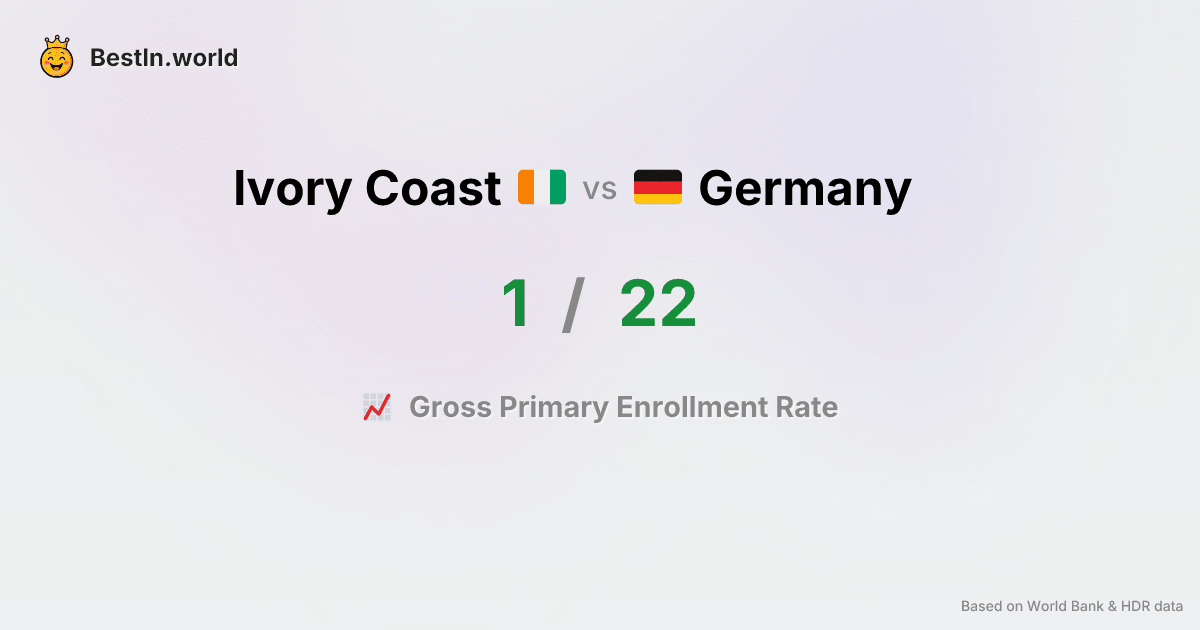 BestIn.world
Ivory Coast vs Germany
1 / 22
Gross Primary Enrollment Rate
Based on World Bank & HDR data